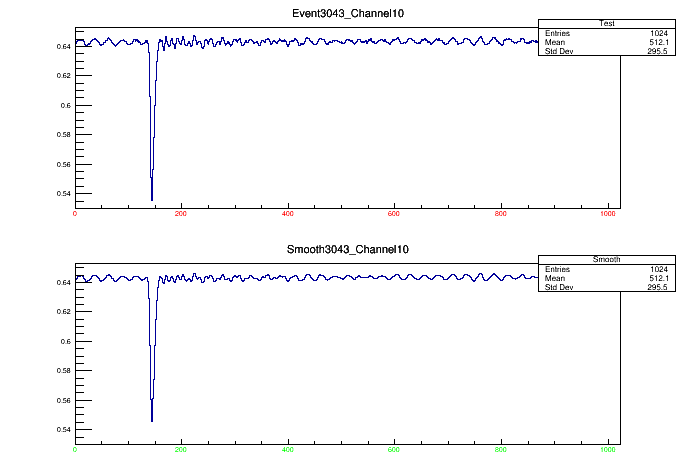 Event3043_Channel10
Test
Entries 1024
Mean 512.1
Std Dev 295.5
0.64
0.62
0.6
0.58
0.56
0.54
0 200 400 600 800 1000
Smooth3043_Channel10
Smooth
Entries 1024
Mean 512.1
Std Dev 295.5
0.64
0.62
0.6
0.58
0.56
0.54
0 200 400 600 800 1000